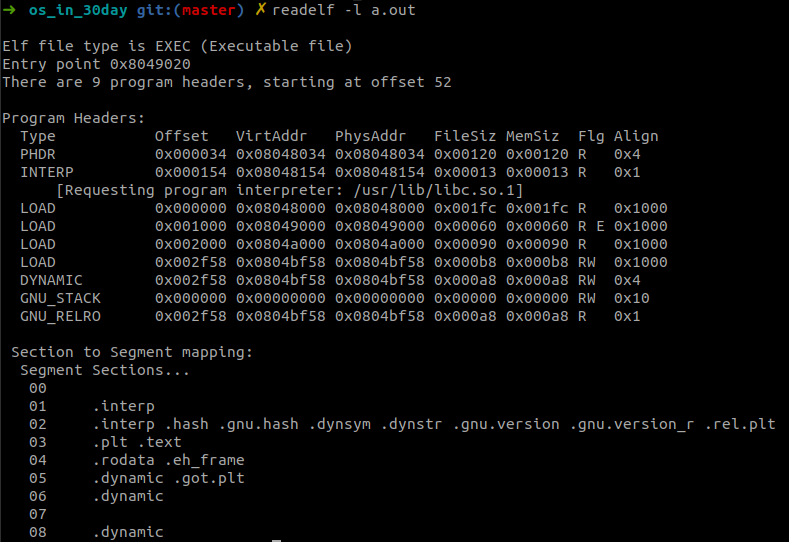 ➜  os_in_30day git:(master) ✗ readelf -l a.out

Elf file type is EXEC (Executable file)
Entry point 0x8049020
There are 9 program headers, starting at offset 52

Program Headers:
  Type           Offset   VirtAddr   PhysAddr   FileSiz MemSiz  Flg Align
  PHDR           0x000034 0x08048034 0x08048034 0x00120 0x00120 R   0x4
  INTERP         0x000154 0x08048154 0x08048154 0x00013 0x00013 R   0x1
      [Requesting program interpreter: /usr/lib/libc.so.1]
  LOAD           0x000000 0x08048000 0x08048000 0x001fc 0x001fc R   0x1000
  LOAD           0x001000 0x08049000 0x08049000 0x00060 0x00060 R E 0x1000
  LOAD           0x002000 0x0804a000 0x0804a000 0x00090 0x00090 R   0x1000
  LOAD           0x002f58 0x0804bf58 0x0804bf58 0x000b8 0x000b8 RW  0x1000
  DYNAMIC        0x002f58 0x0804bf58 0x0804bf58 0x000a8 0x000a8 RW  0x4
  GNU_STACK      0x000000 0x00000000 0x00000000 0x00000 0x00000 RW  0x10
  GNU_RELRO      0x002f58 0x0804bf58 0x0804bf58 0x000a8 0x000a8 R   0x1

 Section to Segment mapping:
  Segment Sections...
   00
   01     .interp
   02     .interp .hash .gnu.hash .dynsym .dynstr .gnu.version .gnu.version_r .rel.plt
   03     .plt .text
   04     .rodata .eh_frame
   05     .dynamic .got.plt
   06     .dynamic
   07
   08     .dynamic